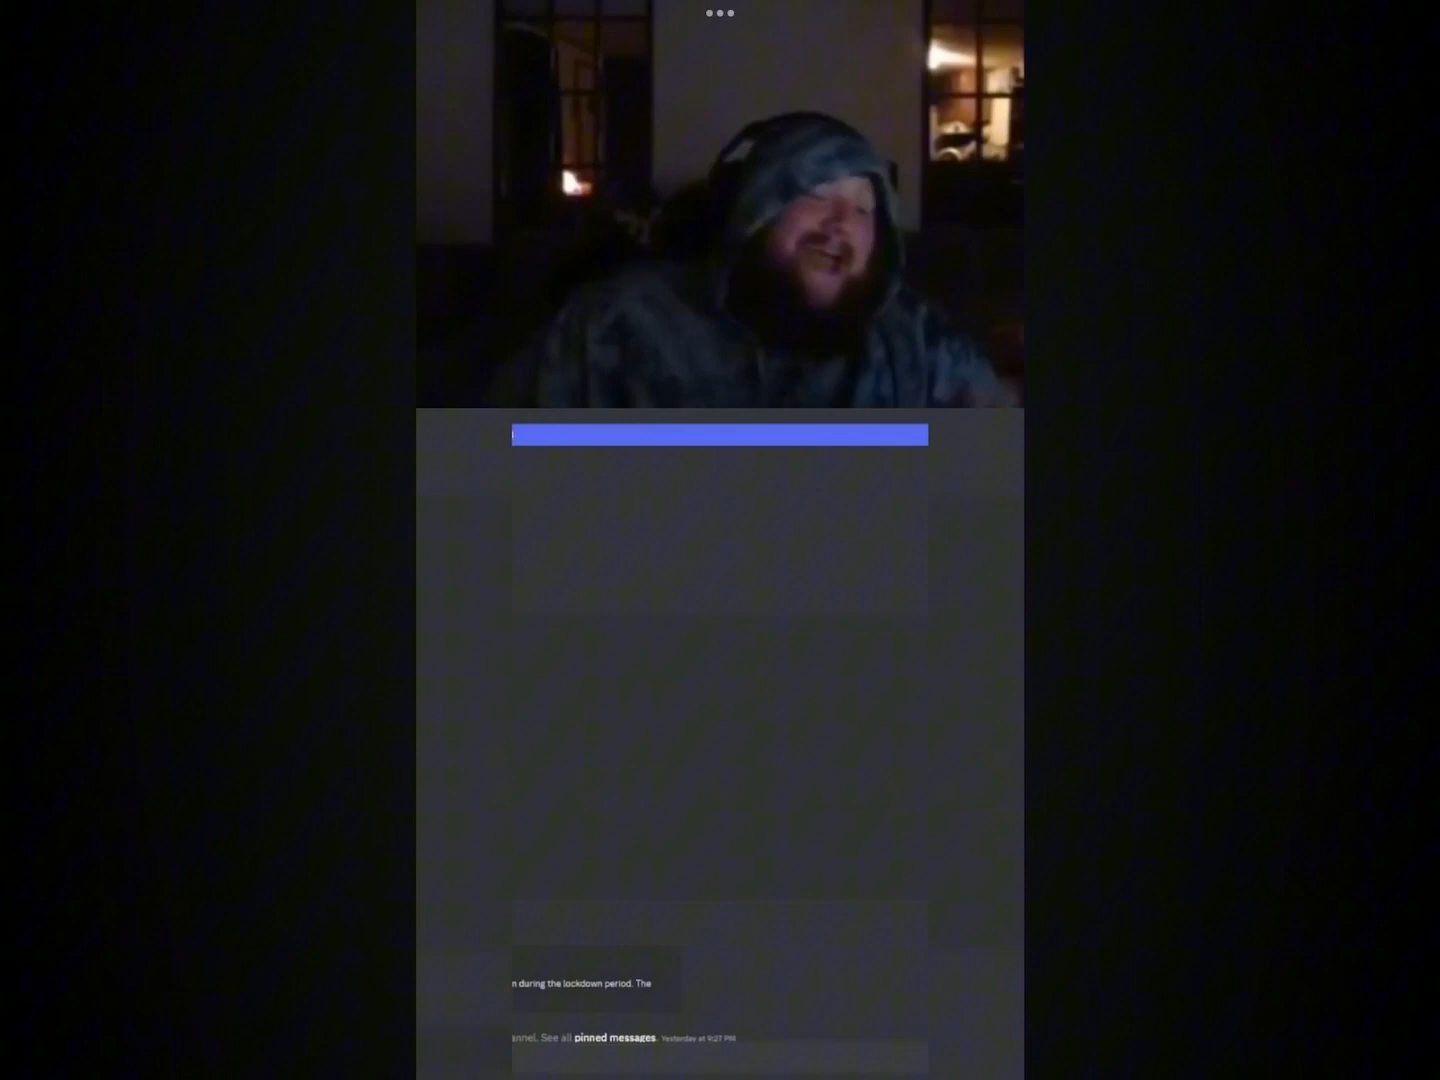 n during the lockdown period. The
annel. See all pinned messages. Yesterday at 9:27 PM